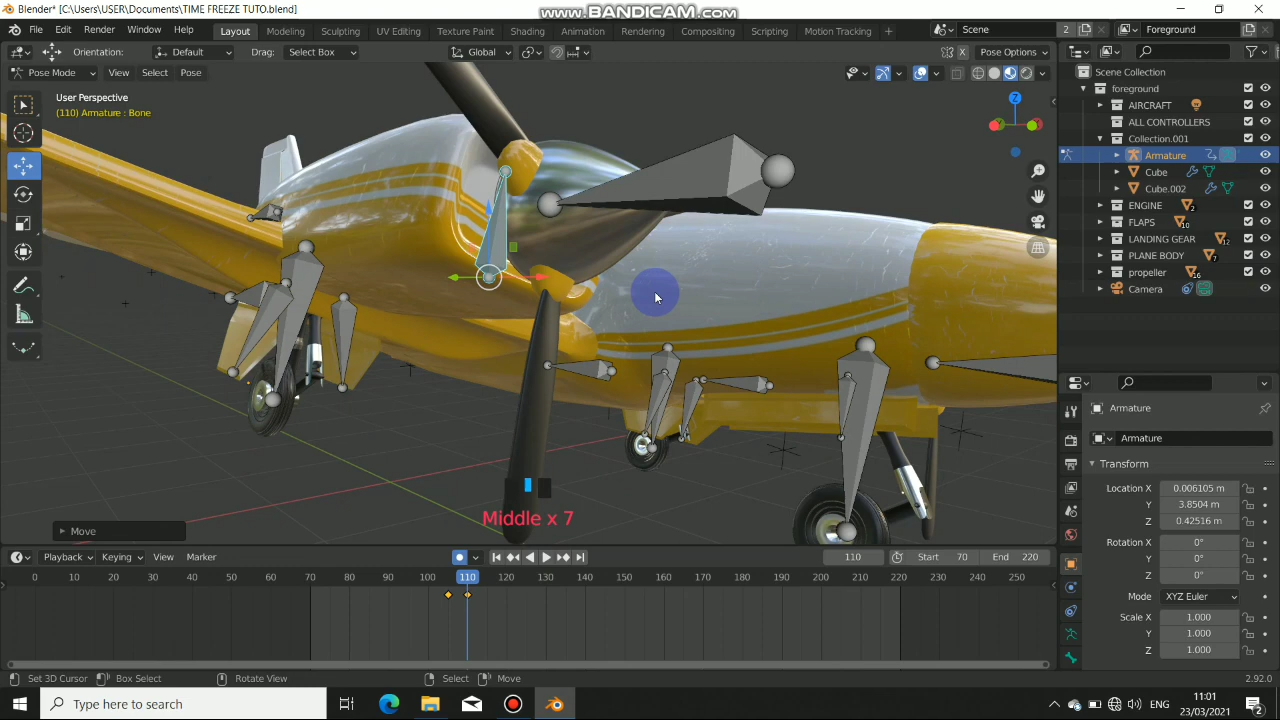 Blender* [C:\Users\USER\Documents\TIME FREEZE TUTO.blend]
www.BANDICAM.com
File Edit Render Window Help Layout Modeling Sculpting UV Editing Texture Paint Shading Animation Rendering Compositing Scripting Motion Tracking + Scene 2 Foreground
Orientation: Default Drag: Select Box Global X Pose Options
Pose Mode View Select Pose
User Perspective
(110) Armature : Bone
Z
Scene Collection
foreground
AIRCRAFT
ALL CONTROLLERS
Collection.001
Armature
Cube
Cube.002
ENGINE 2
FLAPS 10
LANDING GEAR 12
PLANE BODY 7
propeller 16
Camera
Armature
Armature
Transform
Location X 0.006105 m
Y 3.8504 m
Z 0.42516 m
Rotation X 0°
Y 0°
Z 0°
Mode XYZ Euler
Scale X 1.000
Y 1.000
Z 1.000
Middle x 7
Move
Playback Keying View Marker 110 Start 70 End 220
0 10 20 30 40 50 60 70 80 90 100 110 120 130 140 150 160 170 180 190 200 210 220 230 240 250
Set 3D Cursor Box Select Rotate View Select Move 2.92.0
Type here to search
11:01
23/03/2021
2